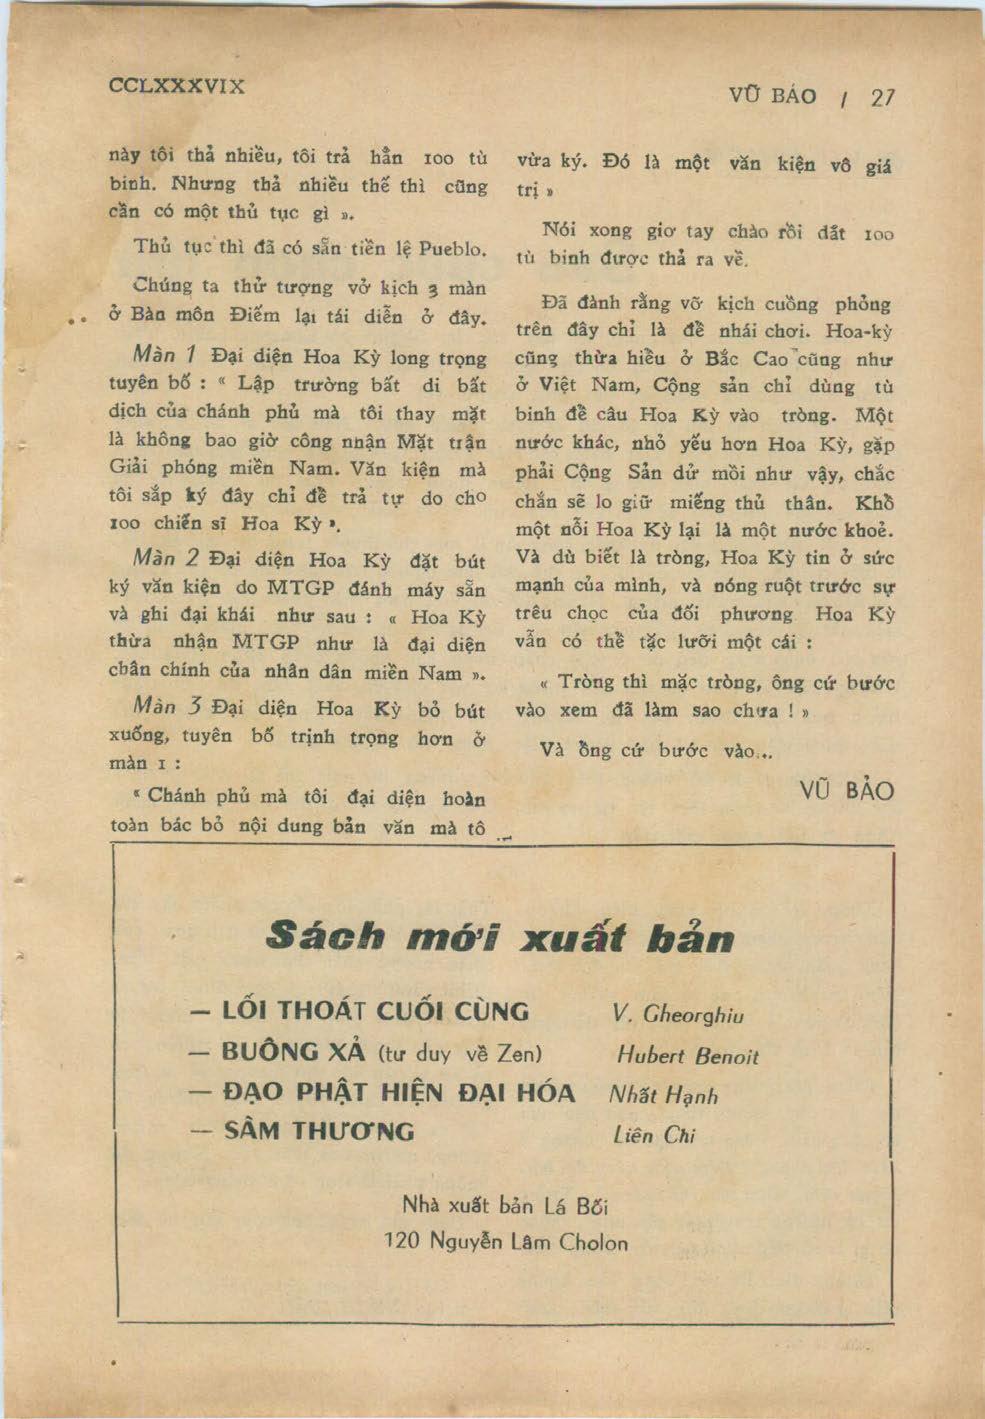 CCLXXXVIX
VŨ BẢO / 27
này tôi thả nhiều, tôi trả hẳn 100 tù
binh. Nhưng thả nhiều thế thì cũng
cần có một thủ tục gì ».
Thủ tục thì đã có sẵn tiền lệ Pueblo.
Chúng ta thử tượng vở kịch 3 màn
ở Bàn môn Điếm lại tái diễn ở đây.
Màn 1 Đại diện Hoa Kỳ long trọng
tuyên bố : « Lập trường bất di bất
dịch của chánh phủ mà tôi thay mặt
là không bao giờ công nhận Mặt trận
Giải phóng miền Nam. Văn kiện mà
tôi sắp ký đây chỉ để trả tự do cho
100 chiến sĩ Hoa Kỳ ».
Màn 2 Đại diện Hoa Kỳ đặt bút
ký văn kiện do MTGP đánh máy sẵn
và ghi đại khái như sau : « Hoa Kỳ
thừa nhận MTGP như là đại diện
chân chính của nhân dân miền Nam ».
Màn 3 Đại diện Hoa Kỳ bỏ bút
xuống, tuyên bố trịnh trọng hơn ở
màn 1 :
« Chánh phủ mà tôi đại diện hoàn
toàn bác bỏ nội dung bản văn mà tô
vừa ký. Đó là một văn kiện vô giá
trị »
Nói xong giơ tay chào rồi dắt 100
tù binh được thả ra về.
Đã đành rằng vỡ kịch cuồng phỏng
trên đây chỉ là để nhái chơi. Hoa-kỳ
cũng thừa hiểu ở Bắc Cao cũng như
ở Việt Nam, Cộng sản chỉ dùng tù
binh để câu Hoa Kỳ vào tròng. Một
nước khác, nhỏ yếu hơn Hoa Kỳ, gặp
phải Cộng Sản dử mồi như vậy, chắc
chắn sẽ lo giữ miếng thủ thân. Khổ
một nỗi Hoa Kỳ lại là một nước khoẻ.
Và dù biết là tròng, Hoa Kỳ tin ở sức
mạnh của mình, và nóng ruột trước sự
trêu chọc của đối phương Hoa Kỳ
vẫn có thể tặc lưỡi một cái :
« Tròng thì mặc tròng, ông cứ bước
vào xem đã làm sao chưa ! »
Và ổng cứ bước vào...
VŨ BẢO
Sách mới xuất bản
— LỐI THOÁT CUỐI CÙNG V. Gheorghiu
— BUÔNG XẢ (tư duy về Zen) Hubert Benoit
— ĐẠO PHẬT HIỆN ĐẠI HÓA Nhất Hạnh
— SÂM THƯƠNG Liên Chi
Nhà xuất bản Lá Bối
120 Nguyễn Lâm Cholon